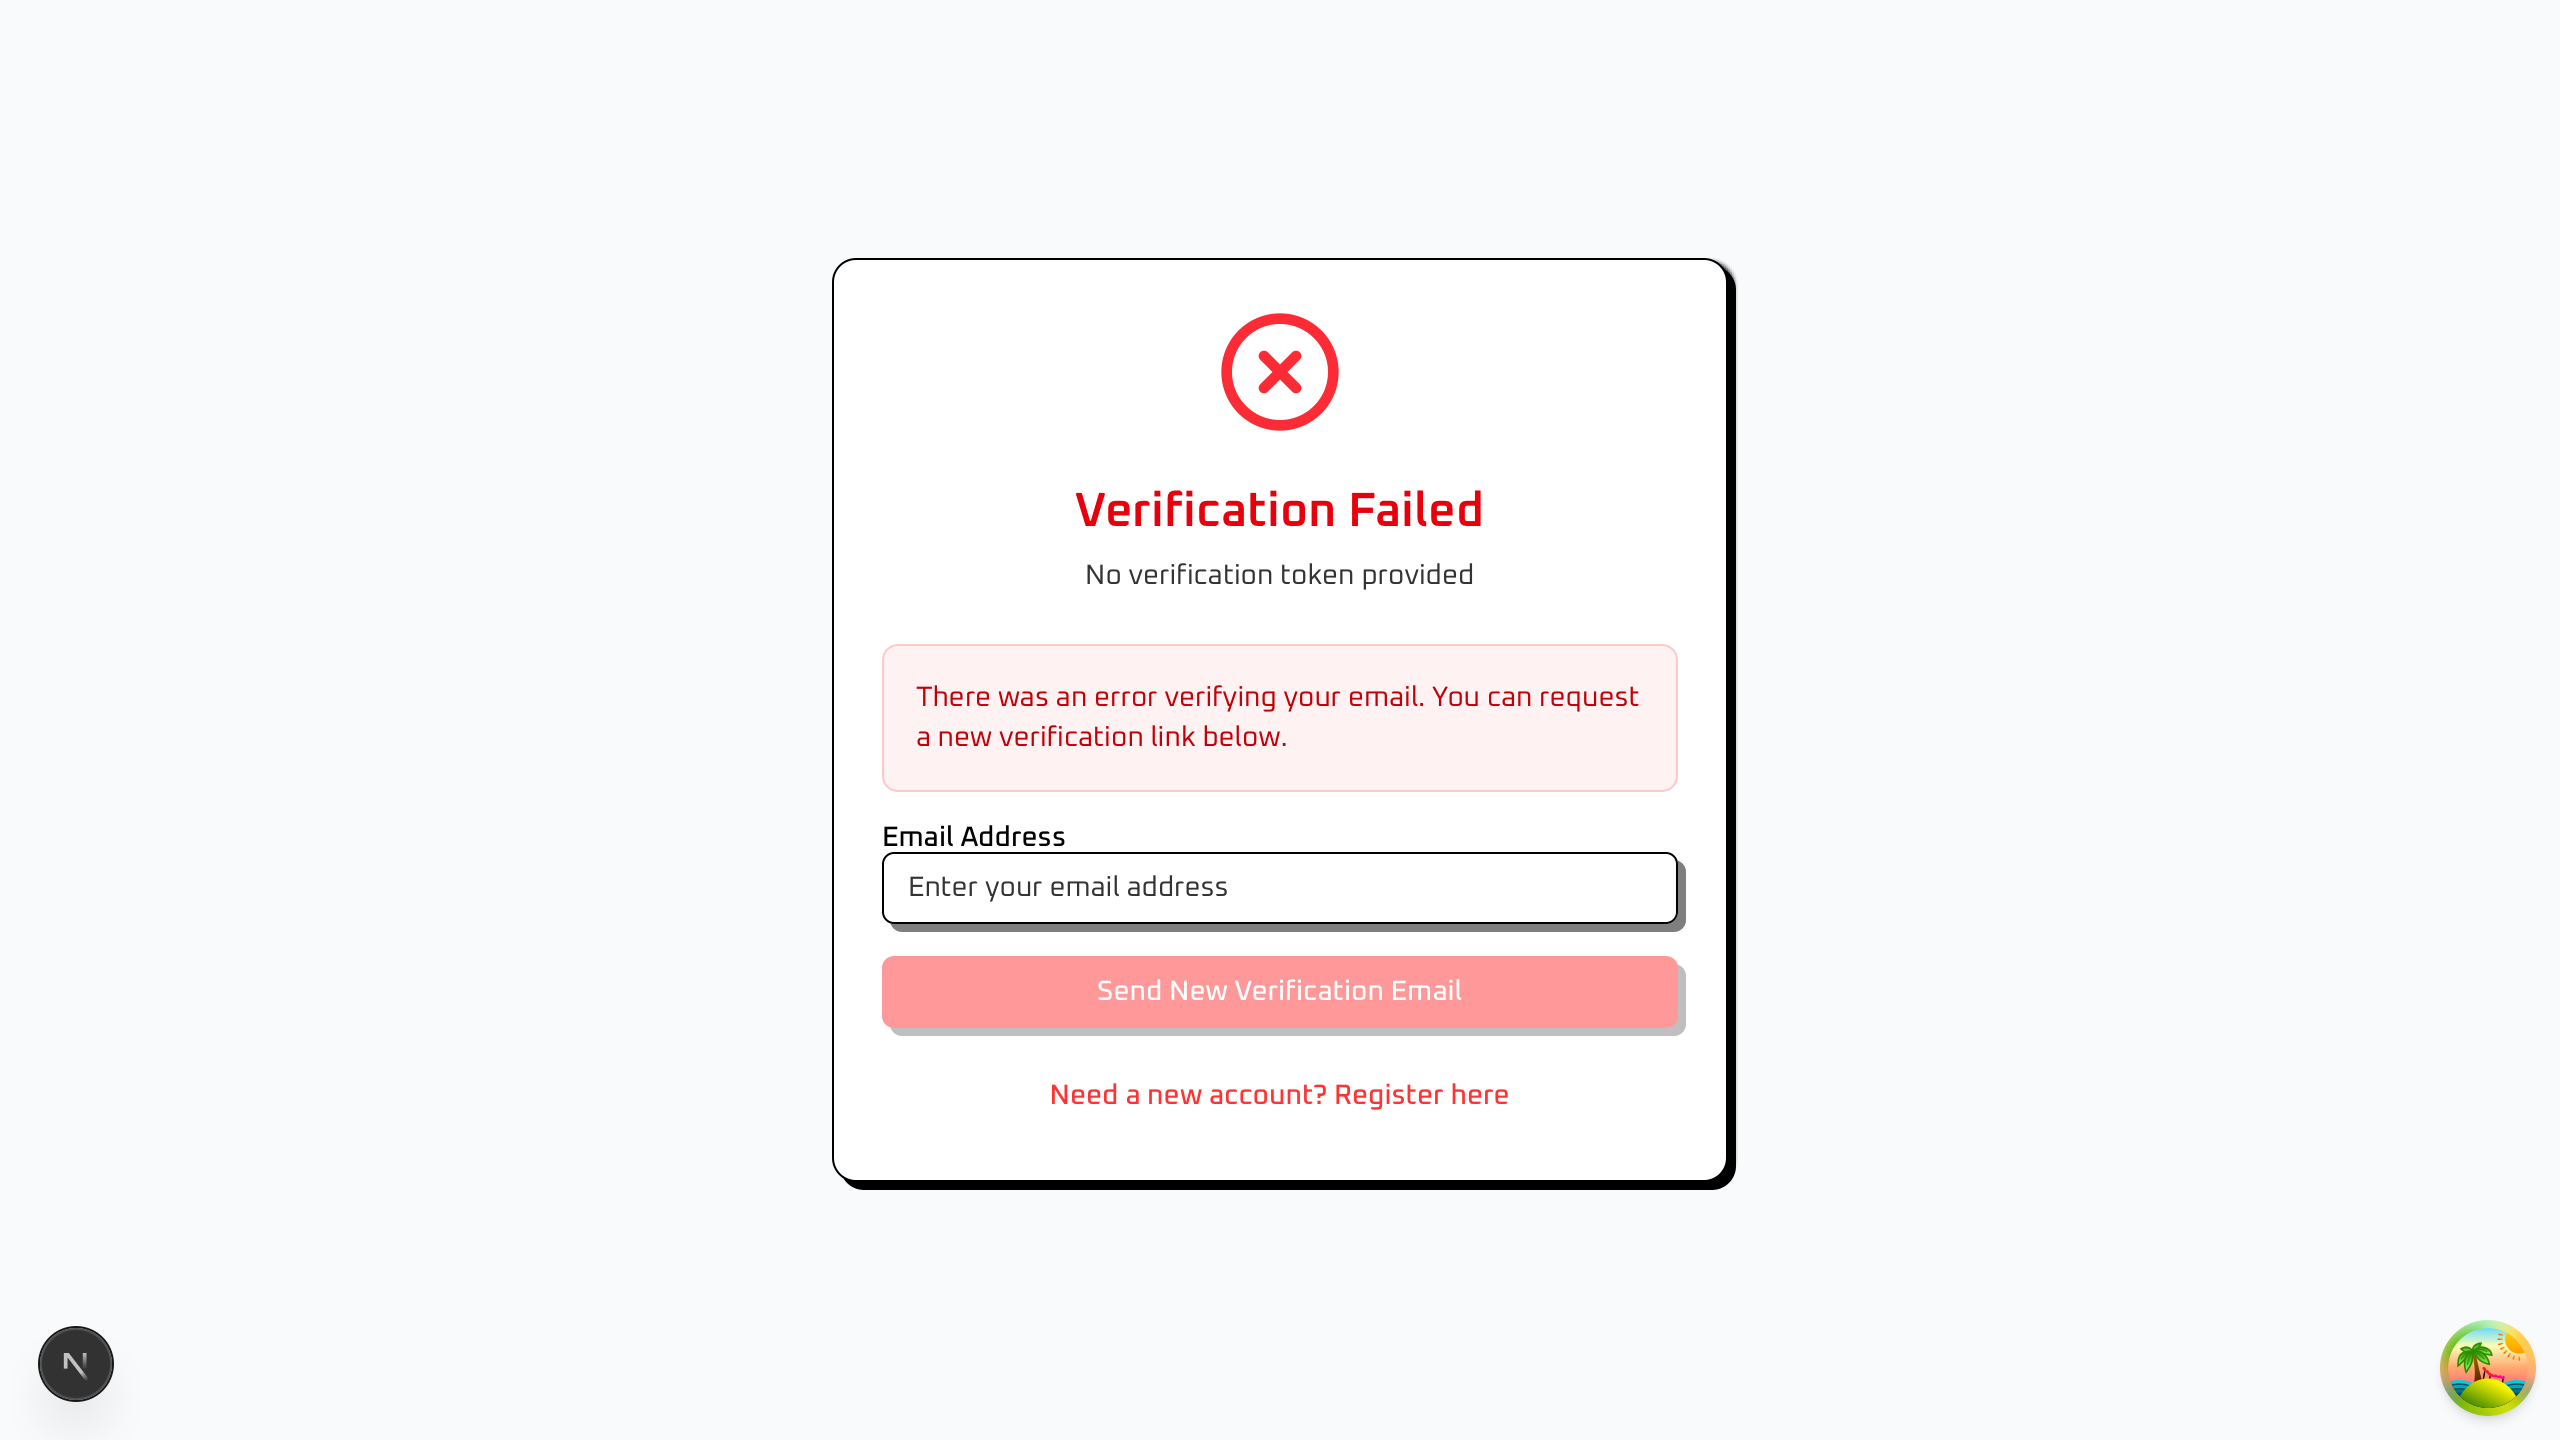 Verification Failed
No verification token provided
There was an error verifying your email. You can request
a new verification link below.
Email Address
Enter your email address
Send New Verification Email
Need a new account? Register here
N